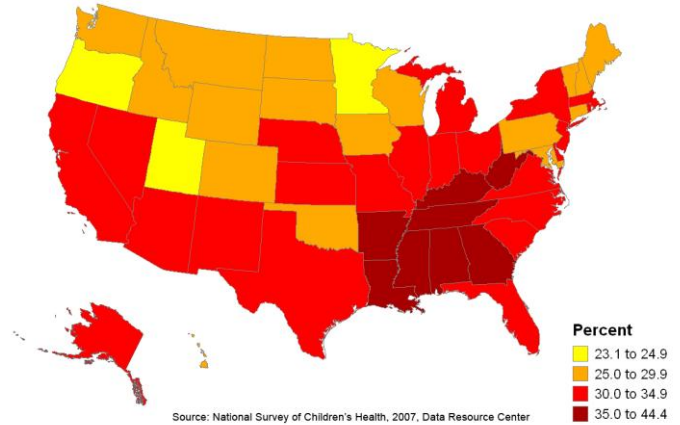 Percent
23.1 to 24.9
25.0 to 29.9
30.0 to 34.9
35.0 to 44.4
Source: National Survey of Children's Health, 2007, Data Resource Center